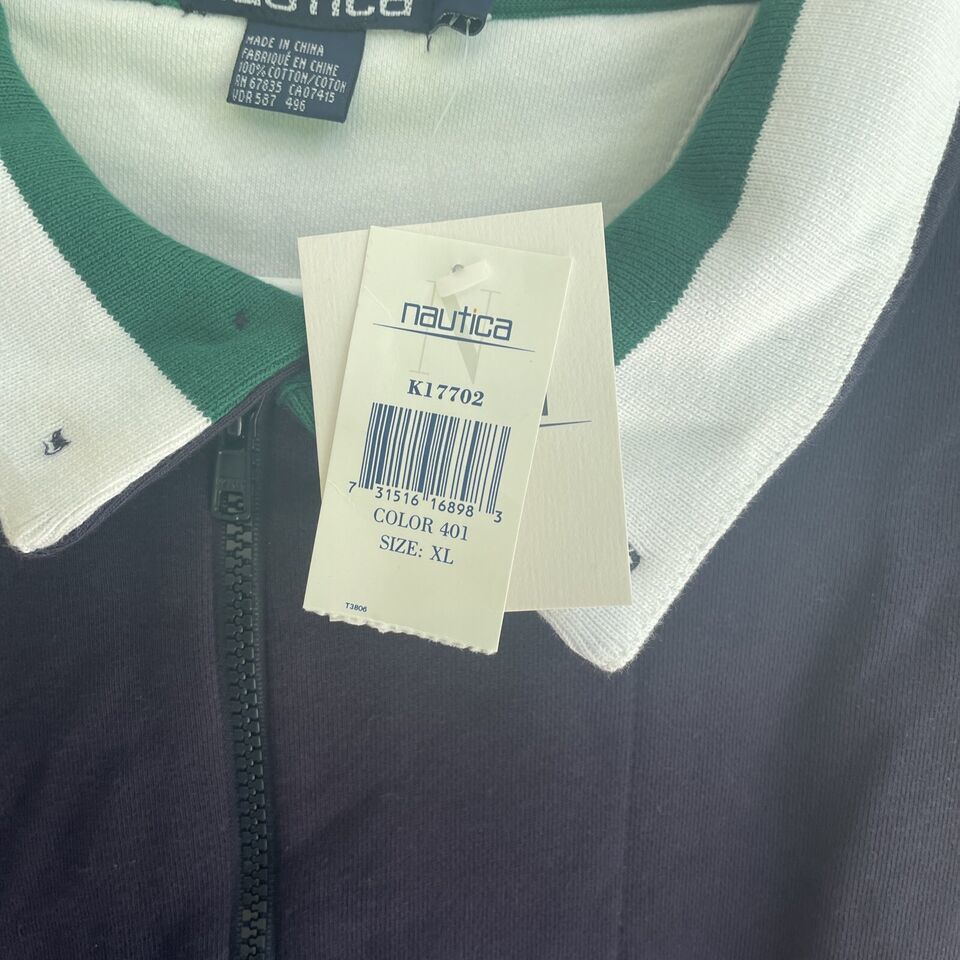 nautica
MADE IN CHINA
FABRIQUÉ EN CHINE
100% COTTON/COTON
RN 67835 CA07415
VDR 587 496
N
nautica
K17702
7 31516 16898 3
COLOR 401
SIZE: XL
T3806